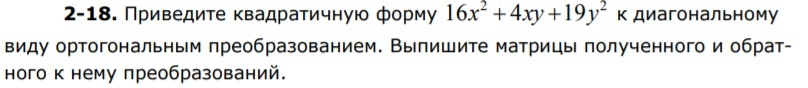 2-18. Приведите квадратичную форму 16x² + 4xy + 19y² к диагональному
виду ортогональным преобразованием. Выпишите матрицы полученного и обрат-
ного к нему преобразований.